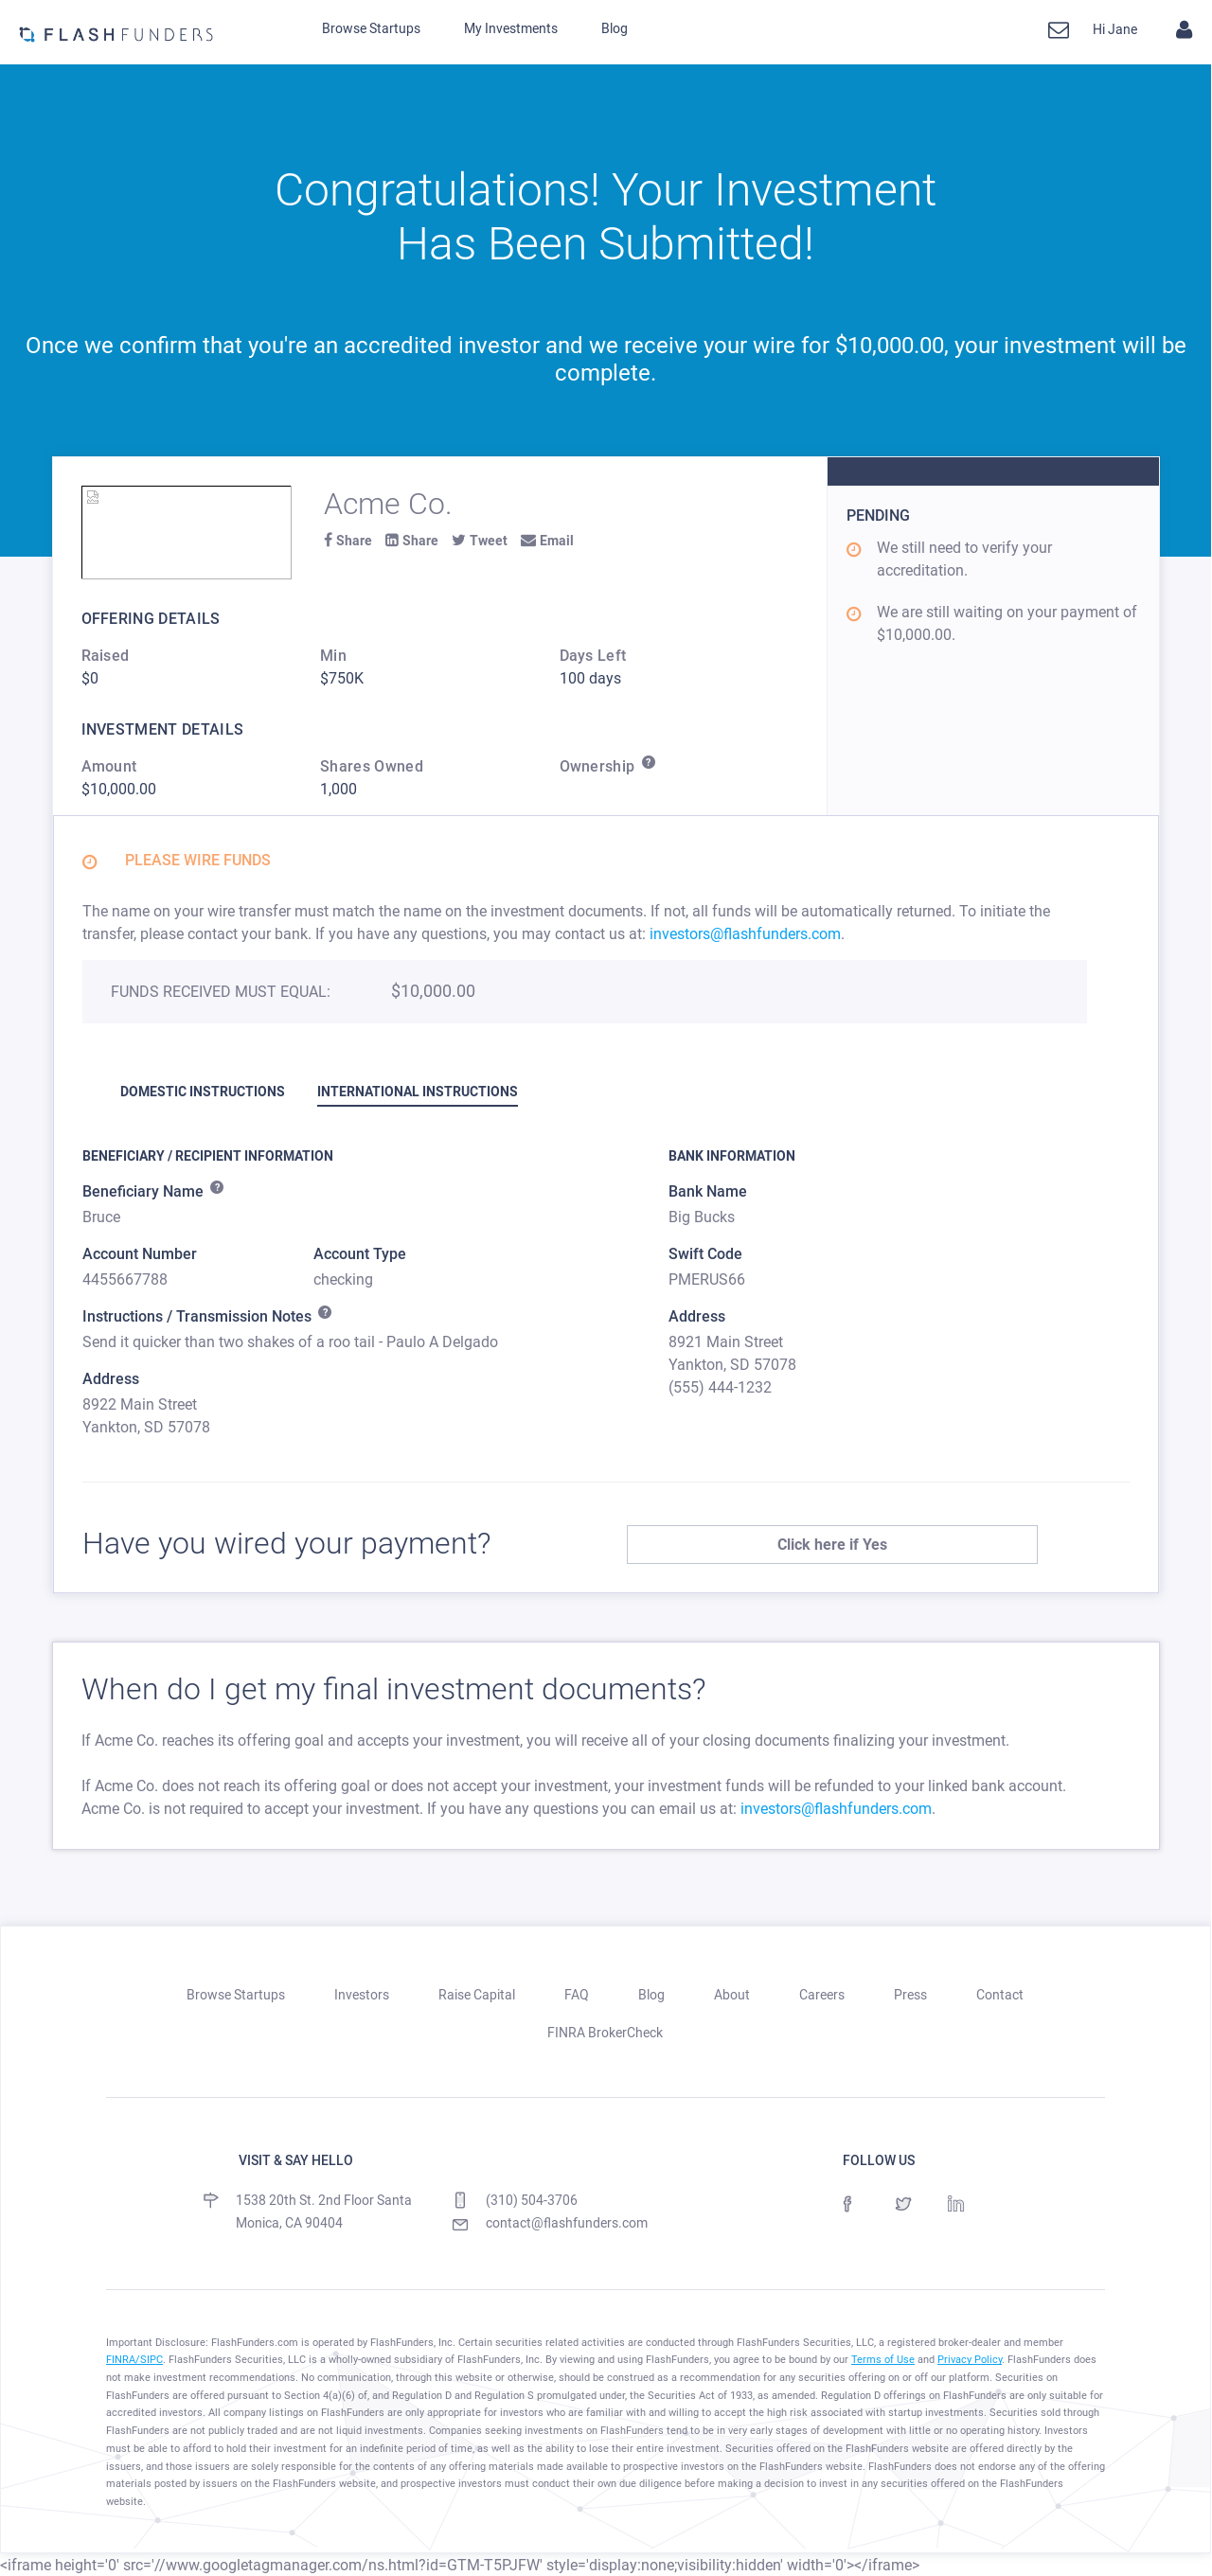 FLASHFUNDERS
Browse Startups My Investments Blog
Hi Jane
Congratulations! Your Investment
Has Been Submitted!
Once we confirm that you're an accredited investor and we receive your wire for $10,000.00, your investment will be
complete.
Acme Co.
Share Share Tweet Email
OFFERING DETAILS
Raised Min Days Left
$0 $750K 100 days
INVESTMENT DETAILS
Amount Shares Owned Ownership ?
$10,000.00 1,000
PENDING
We still need to verify your
accreditation.
We are still waiting on your payment of
$10,000.00.
PLEASE WIRE FUNDS
The name on your wire transfer must match the name on the investment documents. If not, all funds will be automatically returned. To initiate the
transfer, please contact your bank. If you have any questions, you may contact us at: investors@flashfunders.com.
FUNDS RECEIVED MUST EQUAL: $10,000.00
DOMESTIC INSTRUCTIONS INTERNATIONAL INSTRUCTIONS
BENEFICIARY / RECIPIENT INFORMATION
Beneficiary Name ?
Bruce
Account Number Account Type
4455667788 checking
Instructions / Transmission Notes ?
Send it quicker than two shakes of a roo tail - Paulo A Delgado
Address
8922 Main Street
Yankton, SD 57078
BANK INFORMATION
Bank Name
Big Bucks
Swift Code
PMERUS66
Address
8921 Main Street
Yankton, SD 57078
(555) 444-1232
Have you wired your payment?
Click here if Yes
When do I get my final investment documents?
If Acme Co. reaches its offering goal and accepts your investment, you will receive all of your closing documents finalizing your investment.
If Acme Co. does not reach its offering goal or does not accept your investment, your investment funds will be refunded to your linked bank account.
Acme Co. is not required to accept your investment. If you have any questions you can email us at: investors@flashfunders.com.
Browse Startups Investors Raise Capital FAQ Blog About Careers Press Contact
FINRA BrokerCheck
VISIT & SAY HELLO
1538 20th St. 2nd Floor Santa
Monica, CA 90404
(310) 504-3706
contact@flashfunders.com
FOLLOW US
Important Disclosure: FlashFunders.com is operated by FlashFunders, Inc. Certain securities related activities are conducted through FlashFunders Securities, LLC, a registered broker-dealer and member
FINRA/SIPC. FlashFunders Securities, LLC is a wholly-owned subsidiary of FlashFunders, Inc. By viewing and using FlashFunders, you agree to be bound by our Terms of Use and Privacy Policy. FlashFunders does
not make investment recommendations. No communication, through this website or otherwise, should be construed as a recommendation for any securities offering on or off our platform. Securities on
FlashFunders are offered pursuant to Section 4(a)(6) of, and Regulation D and Regulation S promulgated under, the Securities Act of 1933, as amended. Regulation D offerings on FlashFunders are only suitable for
accredited investors. All company listings on FlashFunders are only appropriate for investors who are familiar with and willing to accept the high risk associated with startup investments. Securities sold through
FlashFunders are not publicly traded and are not liquid investments. Companies seeking investments on FlashFunders tend to be in very early stages of development with little or no operating history. Investors
must be able to afford to hold their investment for an indefinite period of time, as well as the ability to lose their entire investment. Securities offered on the FlashFunders website are offered directly by the
issuers, and those issuers are solely responsible for the contents of any offering materials made available to prospective investors on the FlashFunders website. FlashFunders does not endorse any of the offering
materials posted by issuers on the FlashFunders website, and prospective investors must conduct their own due diligence before making a decision to invest in any securities offered on the FlashFunders
website.
<iframe height='0' src='//www.googletagmanager.com/ns.html?id=GTM-T5PJFW' style='display:none;visibility:hidden' width='0'></iframe>